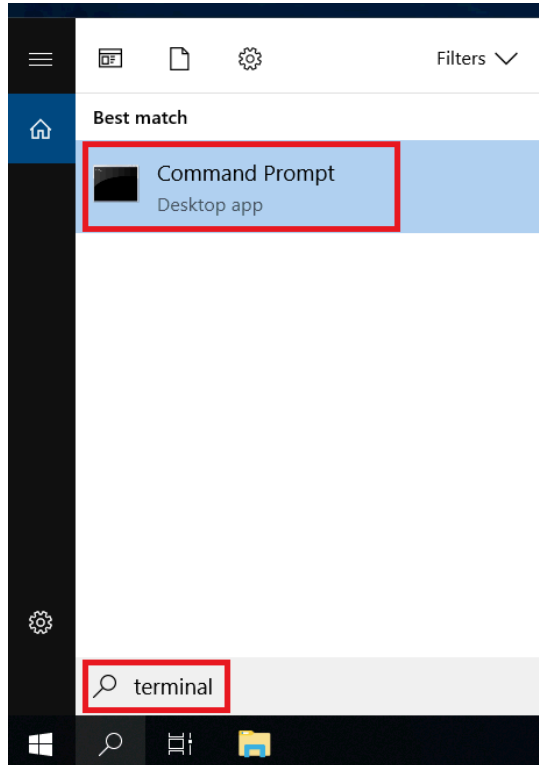 Filters
Best match
Command Prompt
Desktop app
terminal